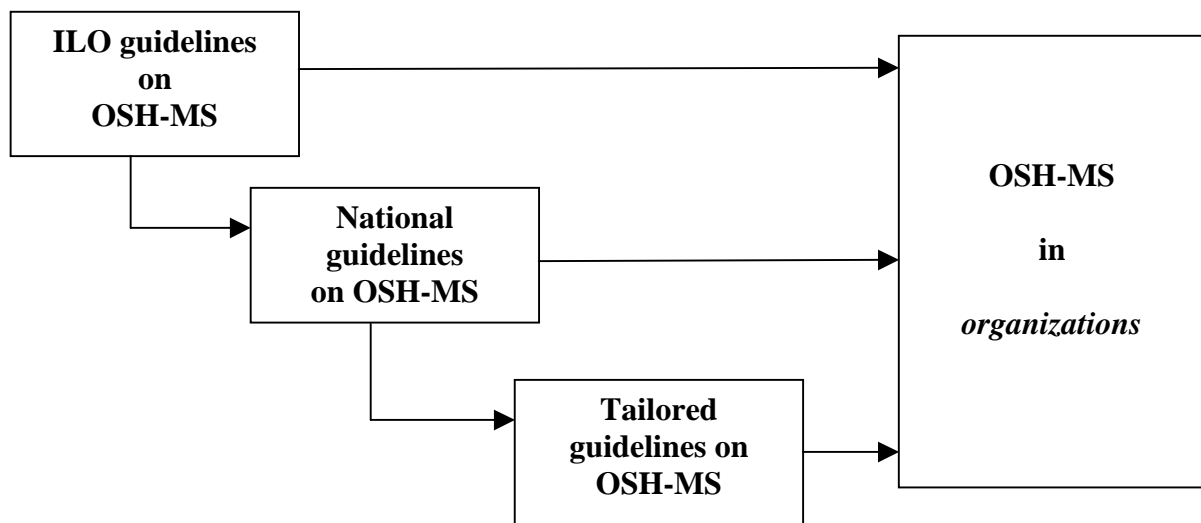 ILO guidelines
on
OSH-MS
National
guidelines
on OSH-MS
Tailored
guidelines on
OSH-MS
OSH-MS
in
organizations